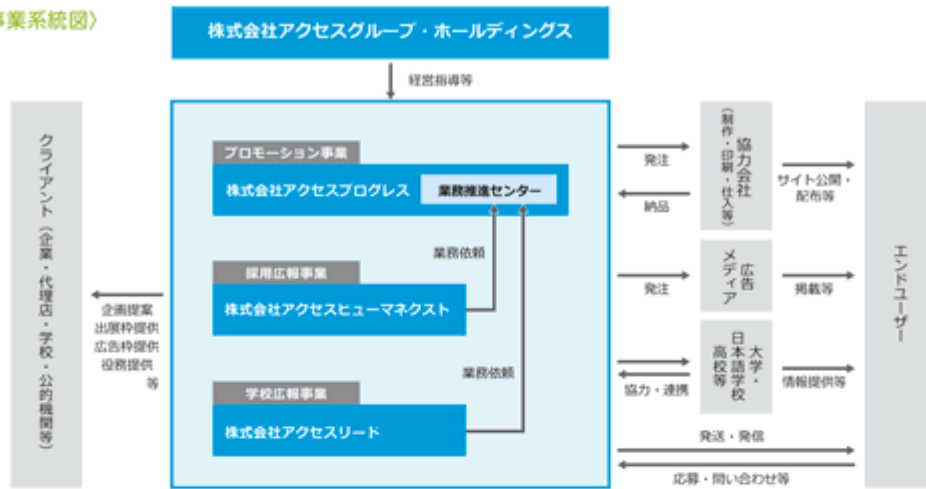 事業系統図〉
株式会社アクセスグループ・ホールディングス
経営指導等
クライアント（企業・代理店・学校・公的機関等）
企画提案
出展枠提供
広告枠提供
役務提供
等
プロモーション事業
株式会社アクセスプログレス
業務推進センター
業務依頼
採用広報事業
株式会社アクセスヒューマネクスト
業務依頼
学校広報事業
株式会社アクセスリード
発注
納品
協力会社
（制作・印刷・仕入等）
サイト公開・
配布等
発注
広告
メディア
掲載等
協力・連携
大学・
日本語学校
高校等
情報提供等
発送・発信
応募・問い合わせ等
エンドユーザー